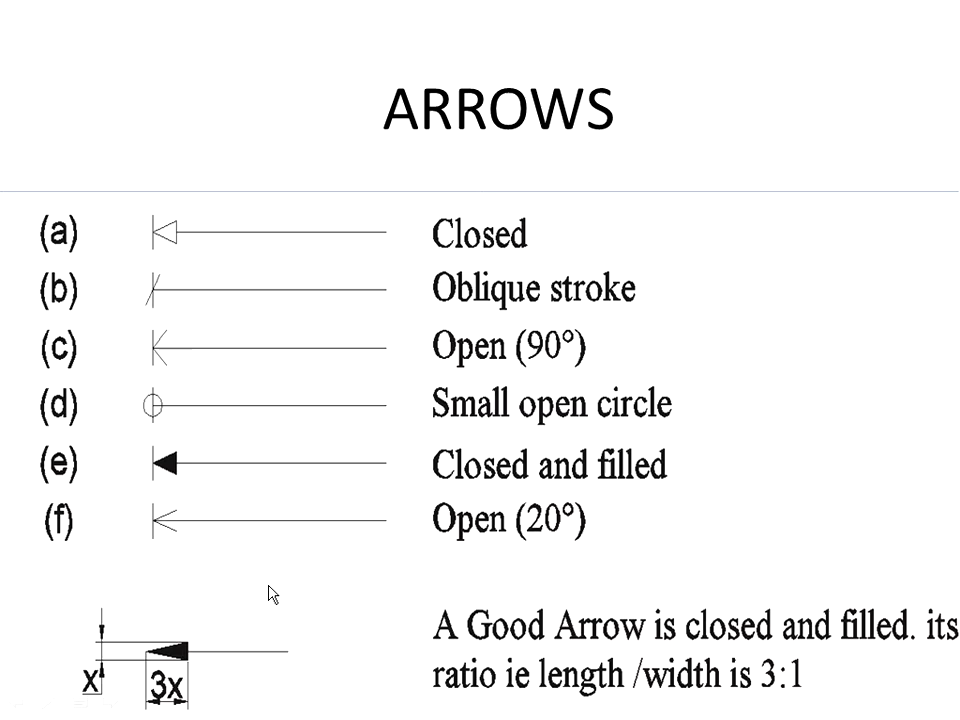 ARROWS
(a) Closed
(b) Oblique stroke
(c) Open (90°)
(d) Small open circle
(e) Closed and filled
(f) Open (20°)
A Good Arrow is closed and filled. its
ratio ie length /width is 3:1
X
3x